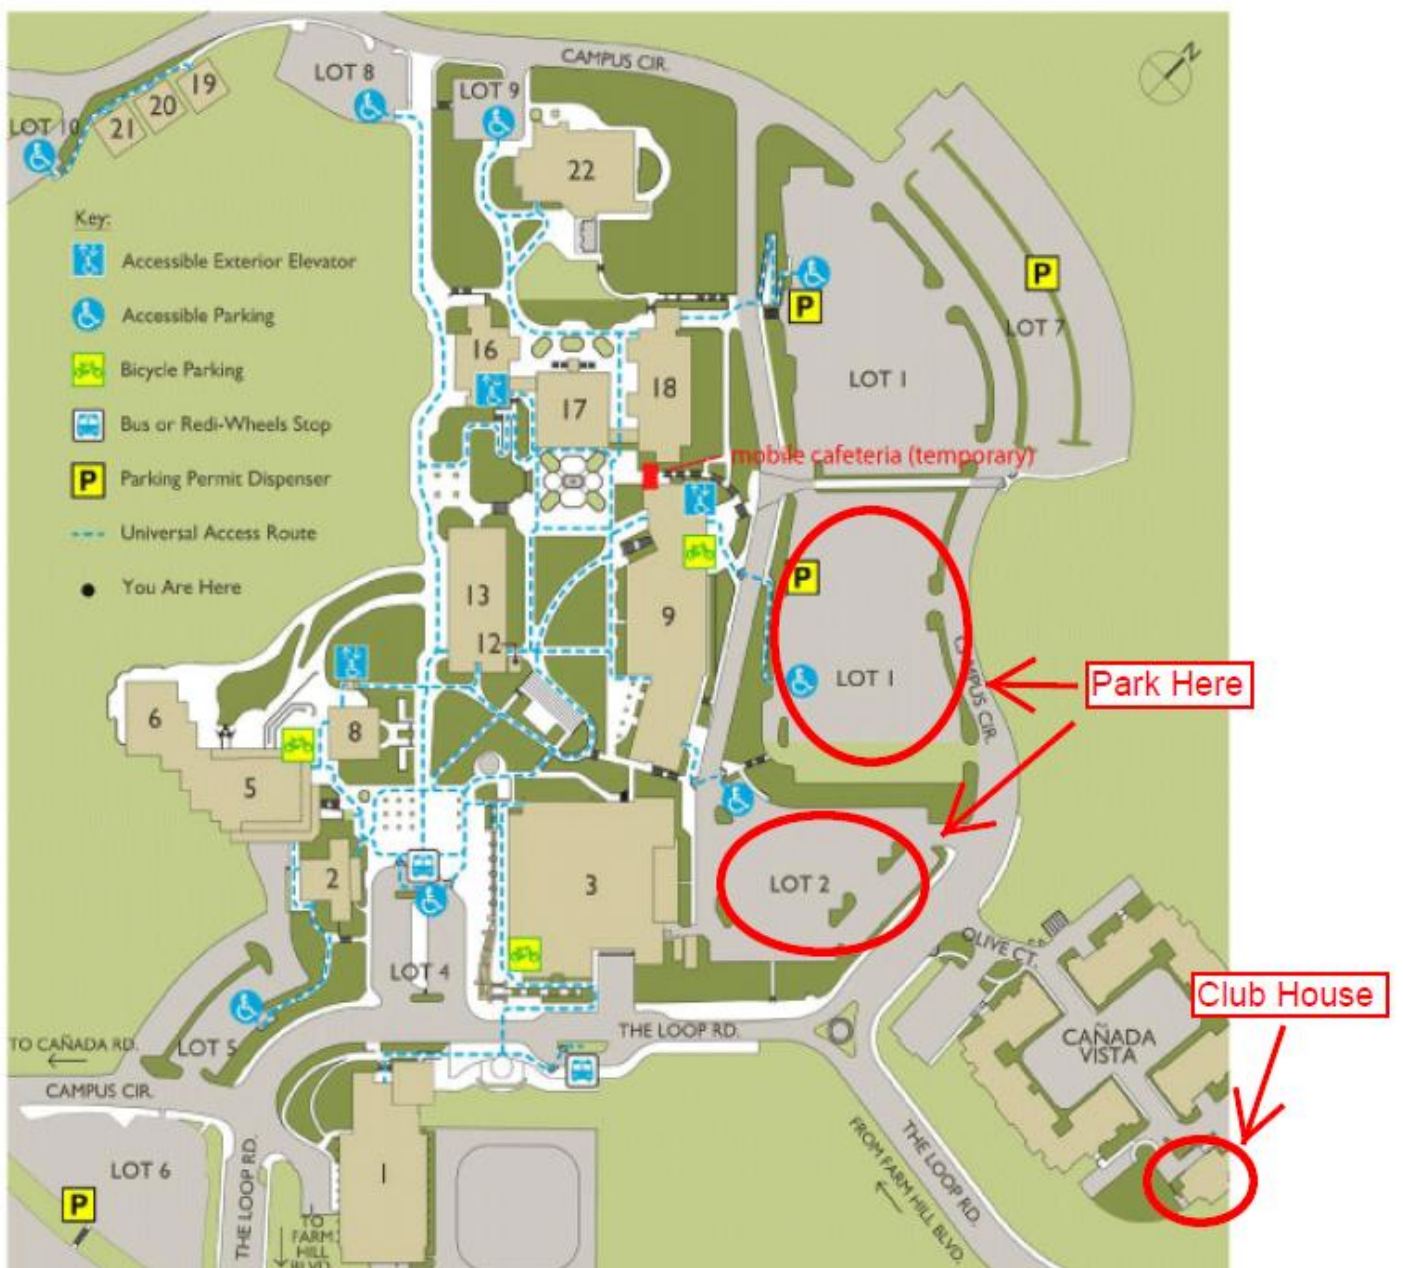 CAMPUS CIR.
N
LOT 8
LOT 9
19
20
21
LOT 10
22
Key:
Accessible Exterior Elevator
Accessible Parking
Bicycle Parking
Bus or Redi-Wheels Stop
P Parking Permit Dispenser
Universal Access Route
You Are Here
P
P
LOT 7
LOT 1
16
17
18
mobile cafeteria (temporary)
P
13
12
9
LOT 1
CAMPUS CIR.
Park Here
6
8
5
2
3
LOT 2
LOT 4
OLIVE CT.
Club House
CAÑADA
VISTA
THE LOOP RD.
TO CAÑADA RD.
LOT 5
CAMPUS CIR.
LOT 6
P
THE LOOP RD.
TO
FARM
HILL
BLVD.
1
FROM FARM HILL BLVD.
THE LOOP RD.